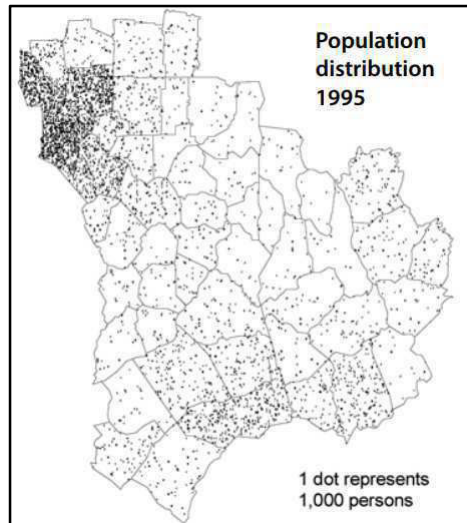 Population
distribution
1995
1 dot represents
1,000 persons